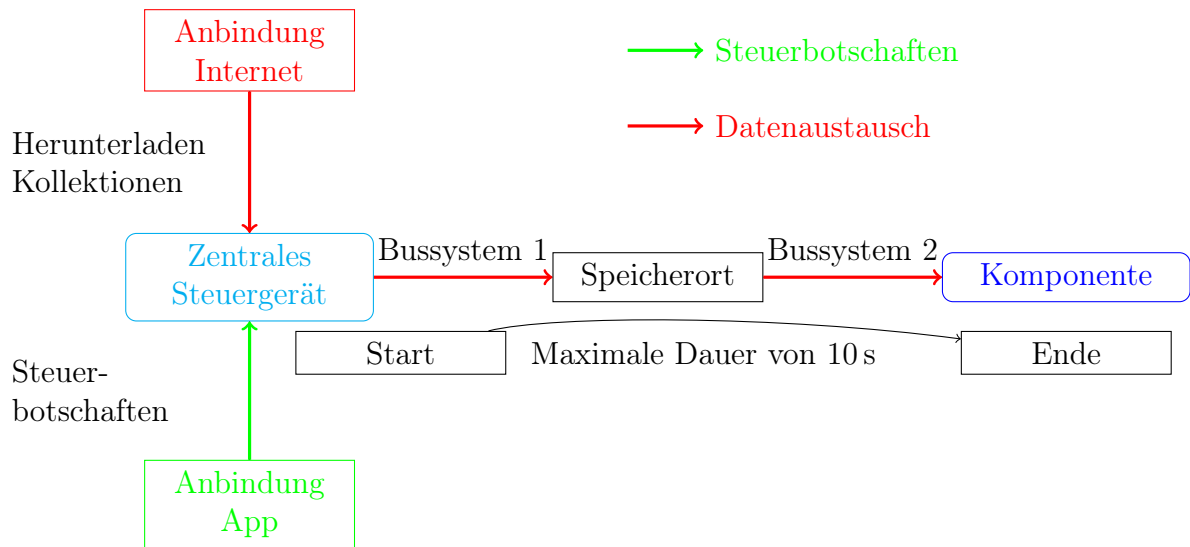 Anbindung
Internet
Steuerbotschaften
Datenaustausch
Herunterladen
Kollektionen
Zentrales
Steuergerät
Bussystem 1
Speicherort
Bussystem 2
Komponente
Start
Maximale Dauer von 10 s
Ende
Steuer-
botschaften
Anbindung
App